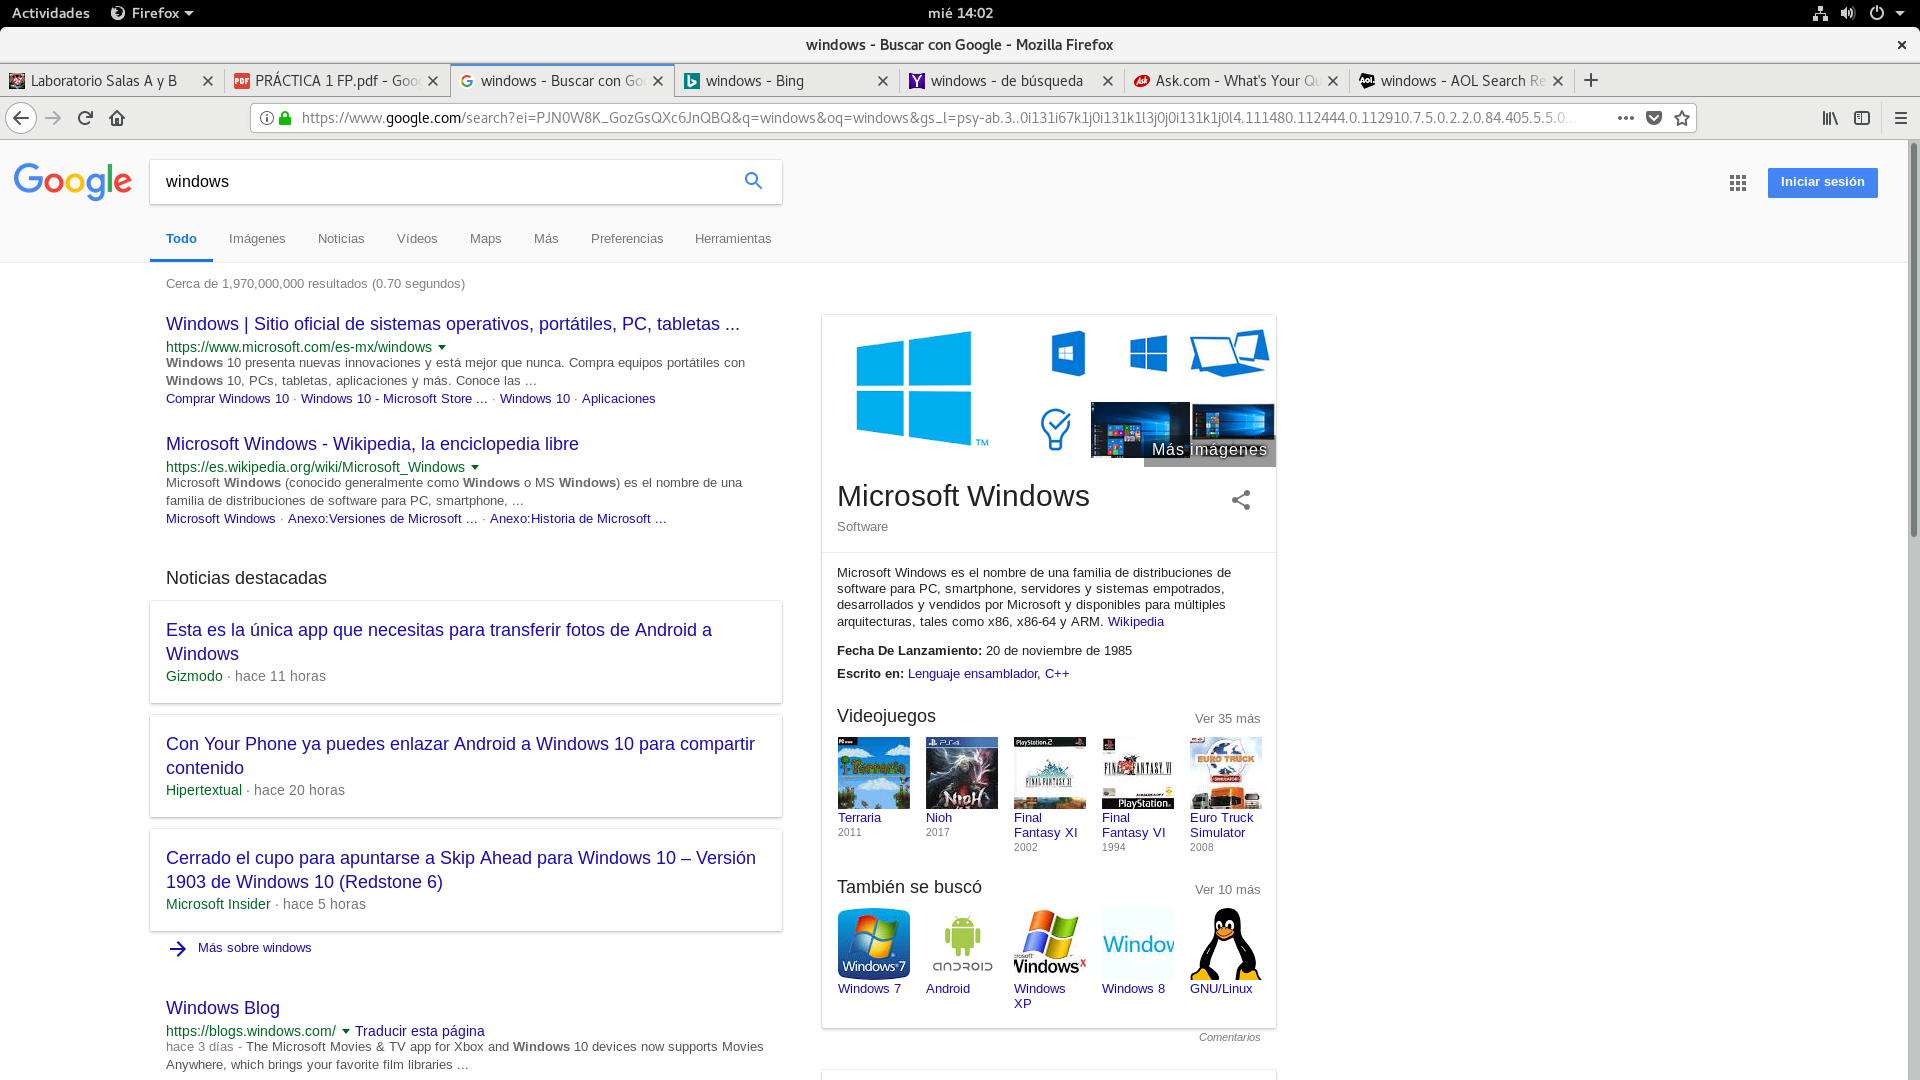 Actividades Firefox mié 14:02
windows - Buscar con Google - Mozilla Firefox
Laboratorio Salas A y B
PRÁCTICA 1 FP.pdf - Goo
windows - Buscar con Go
windows - Bing
windows - de búsqueda
Ask.com - What's Your Qu
windows - AOL Search Re
https://www.google.com/search?ei=PJN0W8K_GozGsQXc6JnQBQ&q=windows&oq=windows&gs_l=psy-ab.3..0i131i67k1j0i131k1l3j0j0i131k1j0l4.111480.112444.0.112910.7.5.0.2.2.0.84.405.5.5.0...
Google
windows
Iniciar sesión
Todo Imágenes Noticias Vídeos Maps Más Preferencias Herramientas
Cerca de 1,970,000,000 resultados (0.70 segundos)
Windows | Sitio oficial de sistemas operativos, portátiles, PC, tabletas ...
https://www.microsoft.com/es-mx/windows
Windows 10 presenta nuevas innovaciones y está mejor que nunca. Compra equipos portátiles con
Windows 10, PCs, tabletas, aplicaciones y más. Conoce las ...
Comprar Windows 10 · Windows 10 - Microsoft Store ... · Windows 10 · Aplicaciones
Microsoft Windows - Wikipedia, la enciclopedia libre
https://es.wikipedia.org/wiki/Microsoft_Windows
Microsoft Windows (conocido generalmente como Windows o MS Windows) es el nombre de una
familia de distribuciones de software para PC, smartphone, ...
Microsoft Windows · Anexo:Versiones de Microsoft ... · Anexo:Historia de Microsoft ...
Noticias destacadas
Esta es la única app que necesitas para transferir fotos de Android a
Windows
Gizmodo · hace 11 horas
Con Your Phone ya puedes enlazar Android a Windows 10 para compartir
contenido
Hipertextual · hace 20 horas
Cerrado el cupo para apuntarse a Skip Ahead para Windows 10 – Versión
1903 de Windows 10 (Redstone 6)
Microsoft Insider · hace 5 horas
Más sobre windows
Windows Blog
https://blogs.windows.com/ Traducir esta página
hace 3 días - The Microsoft Movies & TV app for Xbox and Windows 10 devices now supports Movies
Anywhere, which brings your favorite film libraries ...
TM
Más imágenes
Microsoft Windows
Software
Microsoft Windows es el nombre de una familia de distribuciones de
software para PC, smartphone, servidores y sistemas empotrados,
desarrollados y vendidos por Microsoft y disponibles para múltiples
arquitecturas, tales como x86, x86-64 y ARM. Wikipedia
Fecha De Lanzamiento: 20 de noviembre de 1985
Escrito en: Lenguaje ensamblador, C++
Videojuegos Ver 35 más
Terraria
2011
Nioh
2017
Final
Fantasy XI
2002
Final
Fantasy VI
1994
Euro Truck
Simulator
2008
También se buscó Ver 10 más
Windows 7
Android
Windows
XP
Windows 8
GNU/Linux
Comentarios